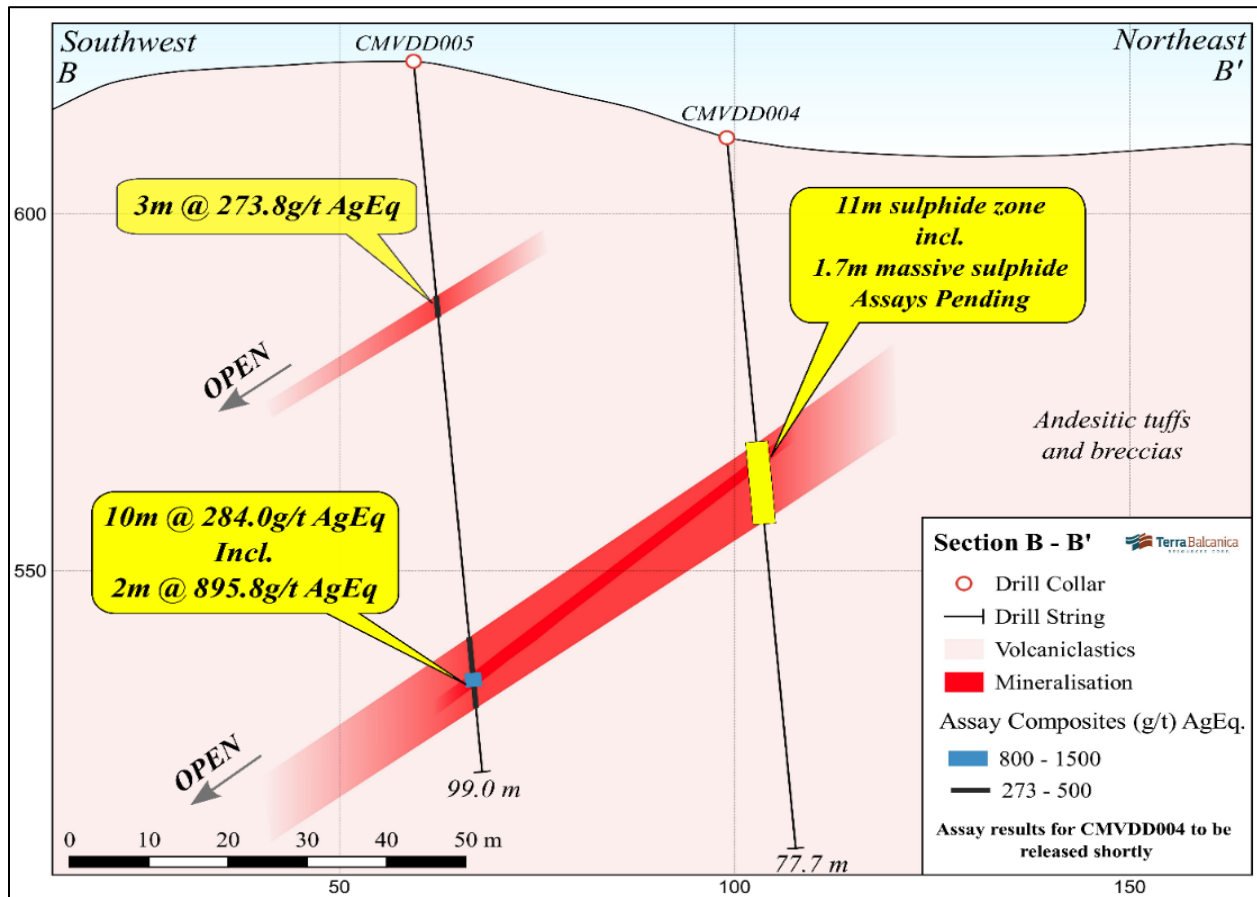 Southwest
B
CMVDD005
Northeast
B'
CMVDD004
600
3m @ 273.8g/t AgEq
11m sulphide zone
incl.
1.7m massive sulphide
Assays Pending
OPEN
Andesitic tuffs
and breccias
10m @ 284.0g/t AgEq
Incl.
2m @ 895.8g/t AgEq
550
OPEN
99.0 m
77.7 m
0 10 20 30 40 50 m
50
100
150
Section B - B'
TerraBalcanica
RESOURCES CORP.
Drill Collar
Drill String
Volcaniclastics
Mineralisation
Assay Composites (g/t) AgEq.
800 - 1500
273 - 500
Assay results for CMVDD004 to be
released shortly